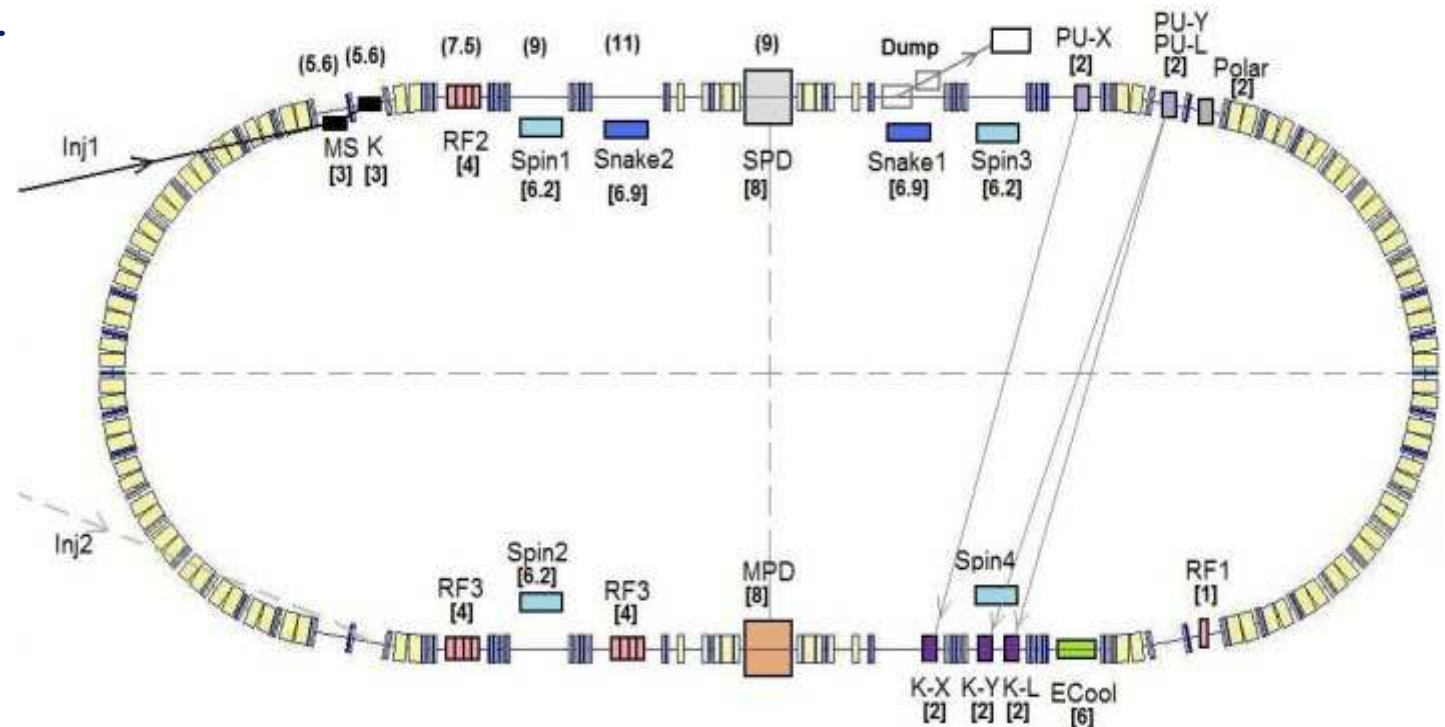 (5.6) (5.6) (7.5) (9) (11) (9) Dump PU-X PU-Y
[2] PU-L
[2] Polar
[2]
Inj1 MS K RF2 Spin1 Snake2 SPD Snake1 Spin3
[3] [3] [4] [6.2] [6.9] [8] [6.9] [6.2]
Inj2
RF3 Spin2 RF3 MPD Spin4 RF1
[4] [6.2] [4] [8] [1]
K-X K-Y K-L ECool
[2] [2] [2] [6]